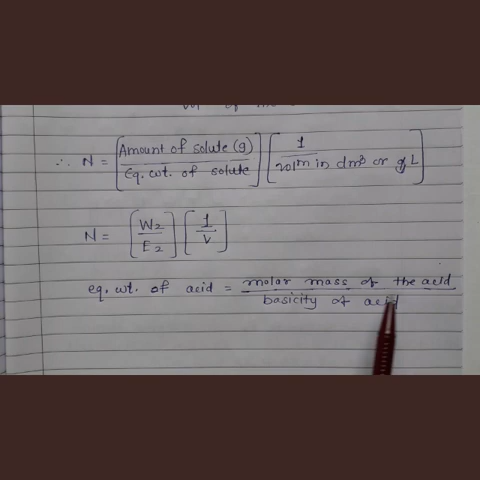 ∴ N = [Amount of solute (g) / Eq. wt. of solute] [1 / vol^m in dm³ or L]
N = [W₂ / E₂] [1 / V]
eq. wt. of acid = molar mass of the acid / basicity of acid